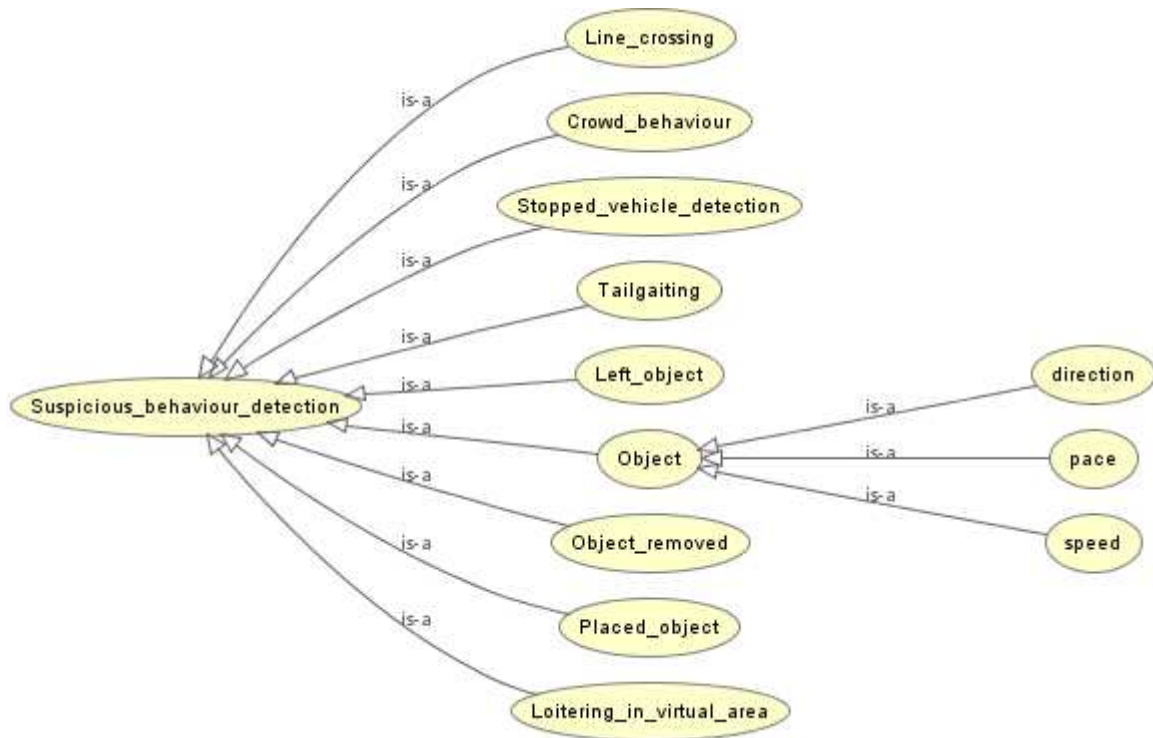 Line_crossing
is-a
Crowd_behaviour
is-a
Stopped_vehicle_detection
is-a
Tailgaiting
is-a
Left_object
is-a
direction
is-a
Suspicious_behaviour_detection
is-a
Object
is-a
pace
is-a
speed
is-a
Object_removed
is-a
Placed_object
is-a
Loitering_in_virtual_area